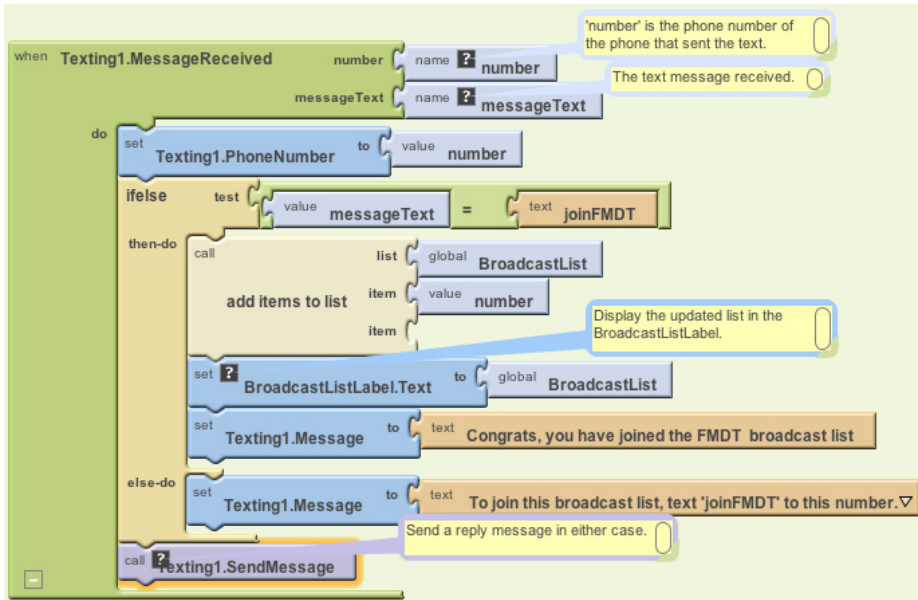 'number' is the phone number of
the phone that sent the text.
when Texting1.MessageReceived number name ? number
The text message received.
messageText name ? messageText
do
set Texting1.PhoneNumber to value number
ifelse test value messageText = text joinFMDT
then-do
call add items to list
list global BroadcastList
item value number
item
Display the updated list in the
BroadcastListLabel.
set ? BroadcastListLabel.Text to global BroadcastList
set Texting1.Message to text Congrats, you have joined the FMDT broadcast list
else-do
set Texting1.Message to text To join this broadcast list, text 'joinFMDT' to this number.
Send a reply message in either case.
call ? Texting1.SendMessage